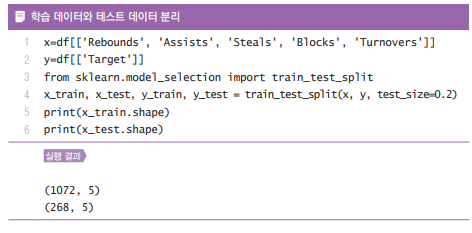 학습 데이터와 테스트 데이터 분리
1 x=df[['Rebounds', 'Assists', 'Steals', 'Blocks', 'Turnovers']]
2 y=df[['Target']]
3 from sklearn.model_selection import train_test_split
4 x_train, x_test, y_train, y_test = train_test_split(x, y, test_size=0.2)
5 print(x_train.shape)
6 print(x_test.shape)
실행 결과
(1072, 5)
(268, 5)